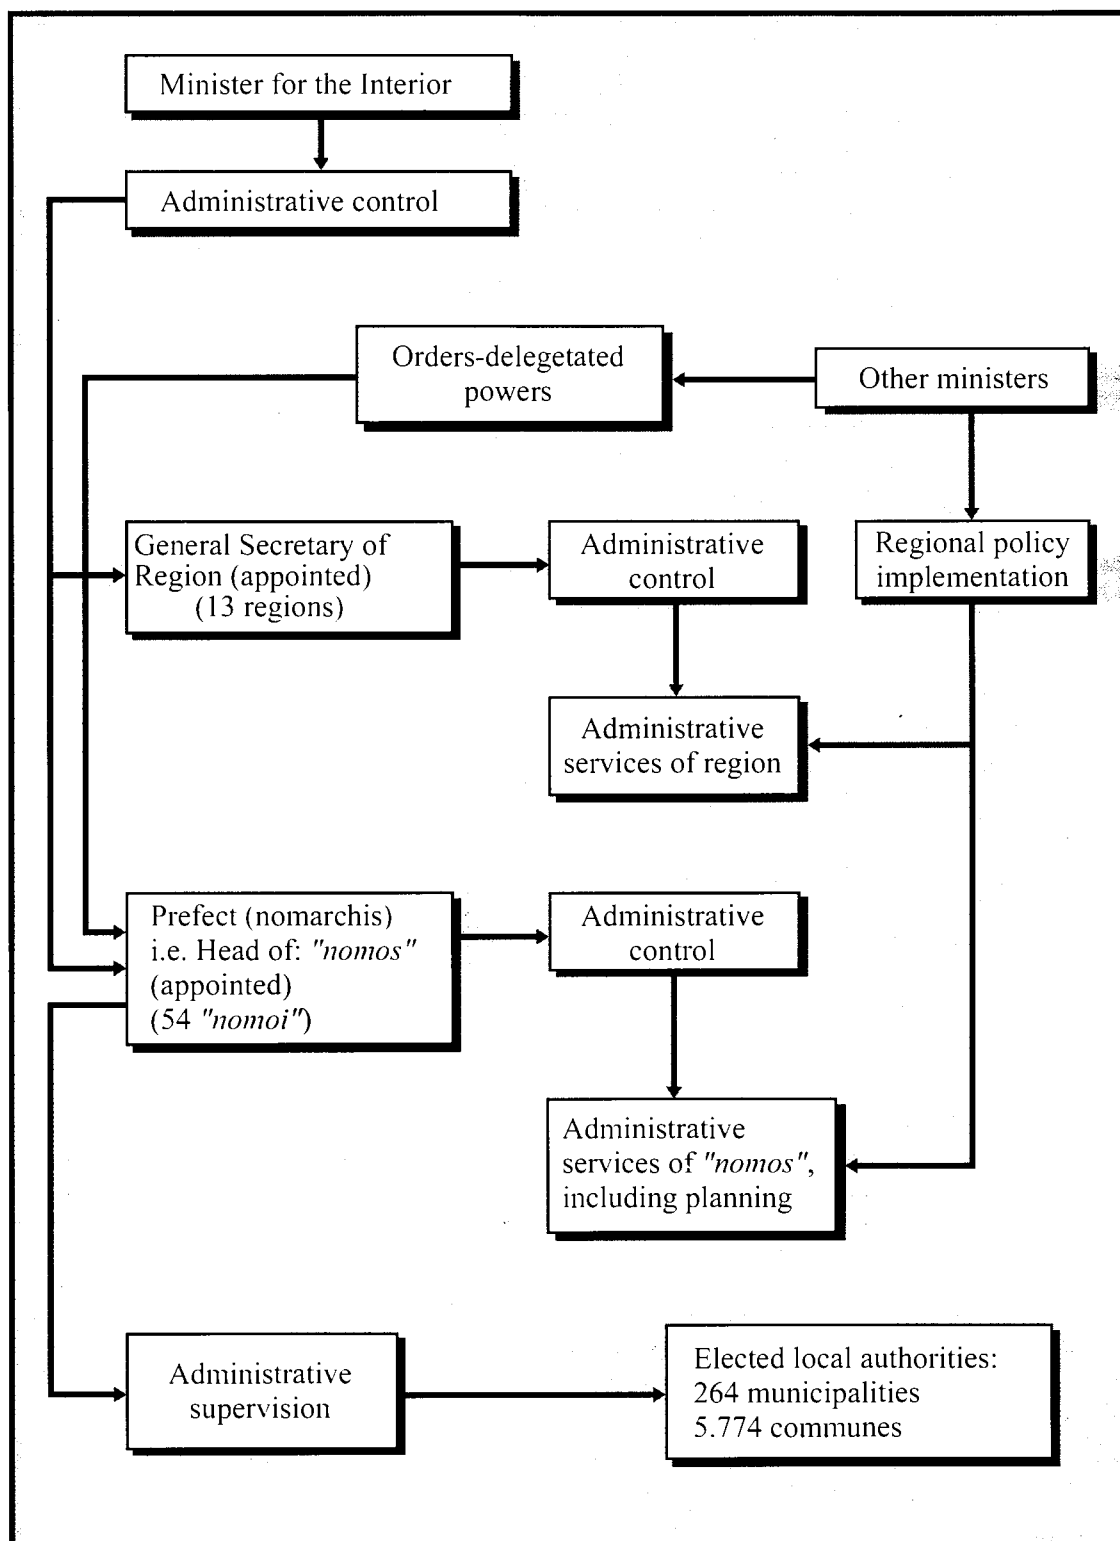 Minister for the Interior
Administrative control
Orders-delegetated
powers
Other ministers
General Secretary of
Region (appointed)
(13 regions)
Administrative
control
Regional policy
implementation
Administrative
services of region
Prefect (nomarchis)
i.e. Head of: "nomos"
(appointed)
(54 "nomoi")
Administrative
control
Administrative
services of "nomos",
including planning
Administrative
supervision
Elected local authorities:
264 municipalities
5.774 communes